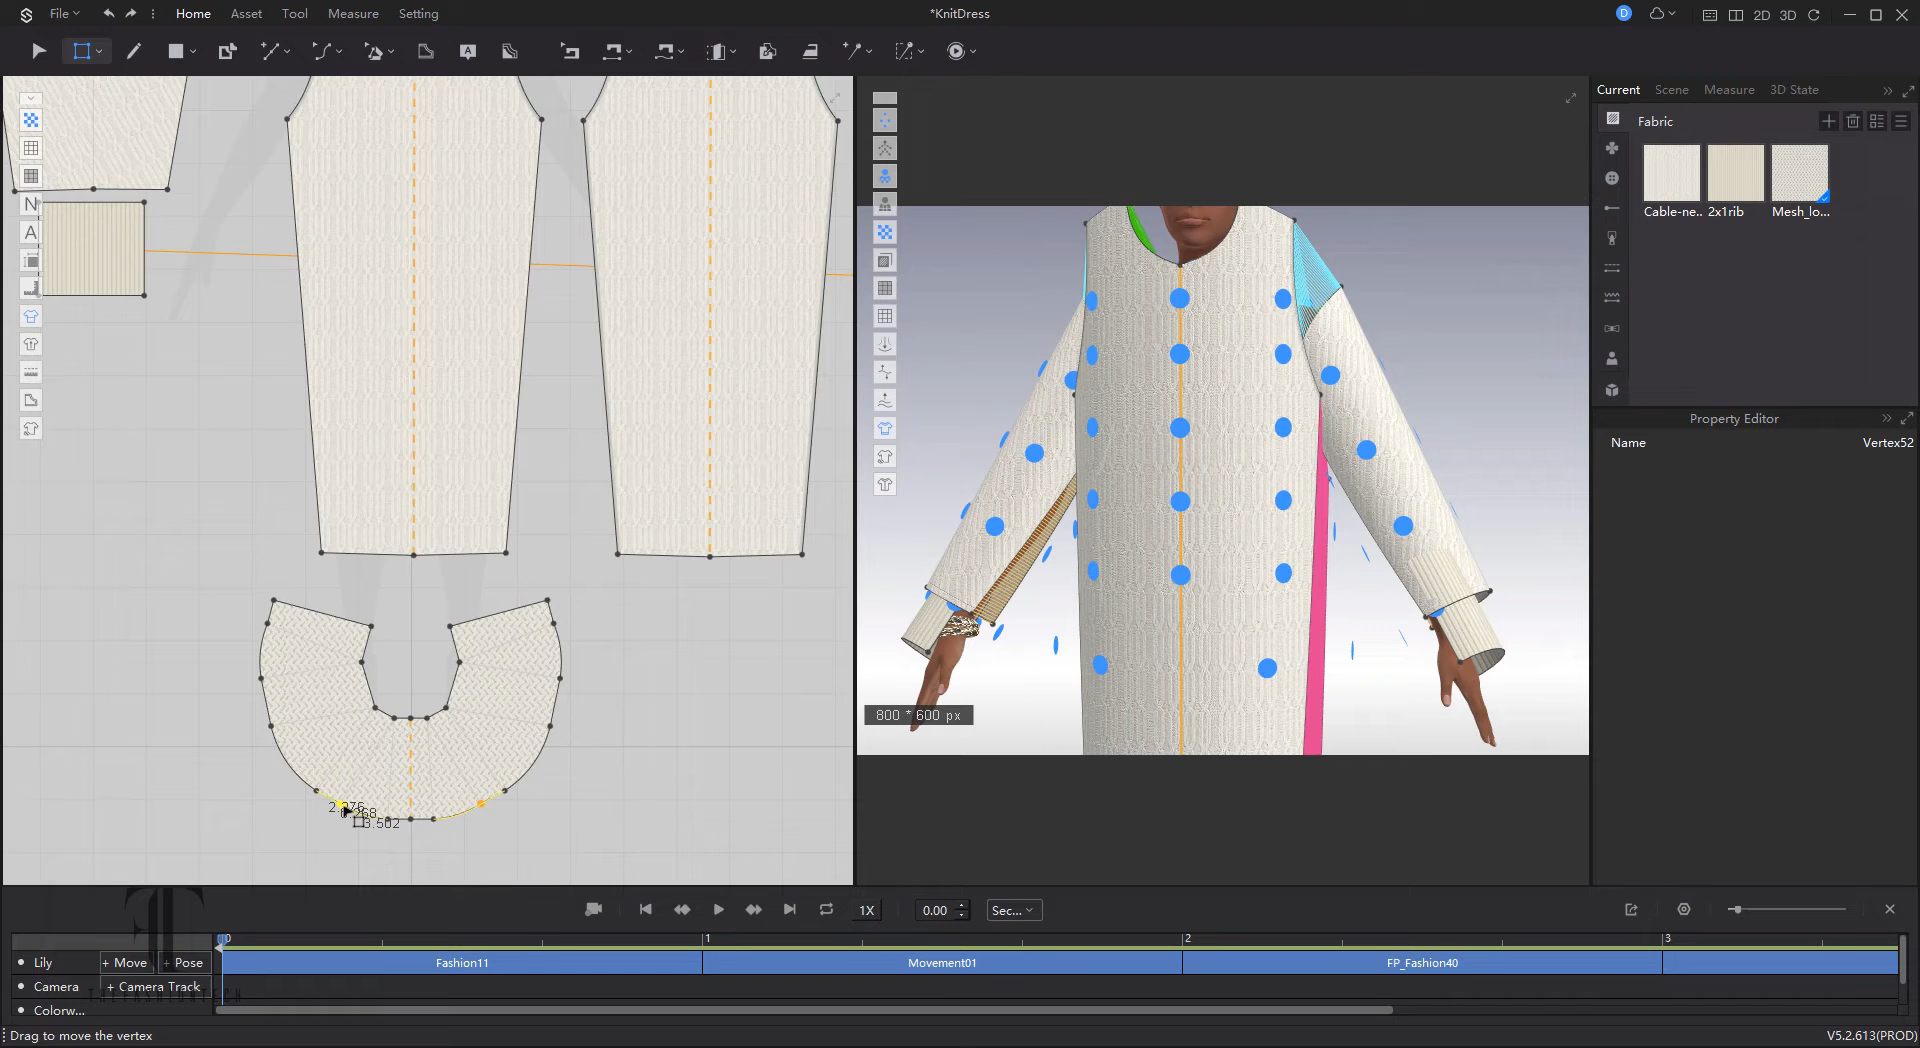 File Home Asset Tool Measure Setting *KnitDress D 2D 3D
A
Current Scene Measure 3D State
Fabric
Cable-ne.. 2x1rib Mesh_lo...
Property Editor
Name Vertex52
N
A
800 * 600 px
3.502
1X 0.00 Sec...
0 1 2 3
Lily + Move + Pose Fashion11 Movement01 FP_Fashion40
Camera + Camera Track
THEFASHIONTECH
Colorw...
Drag to move the vertex V5.2.613(PROD)